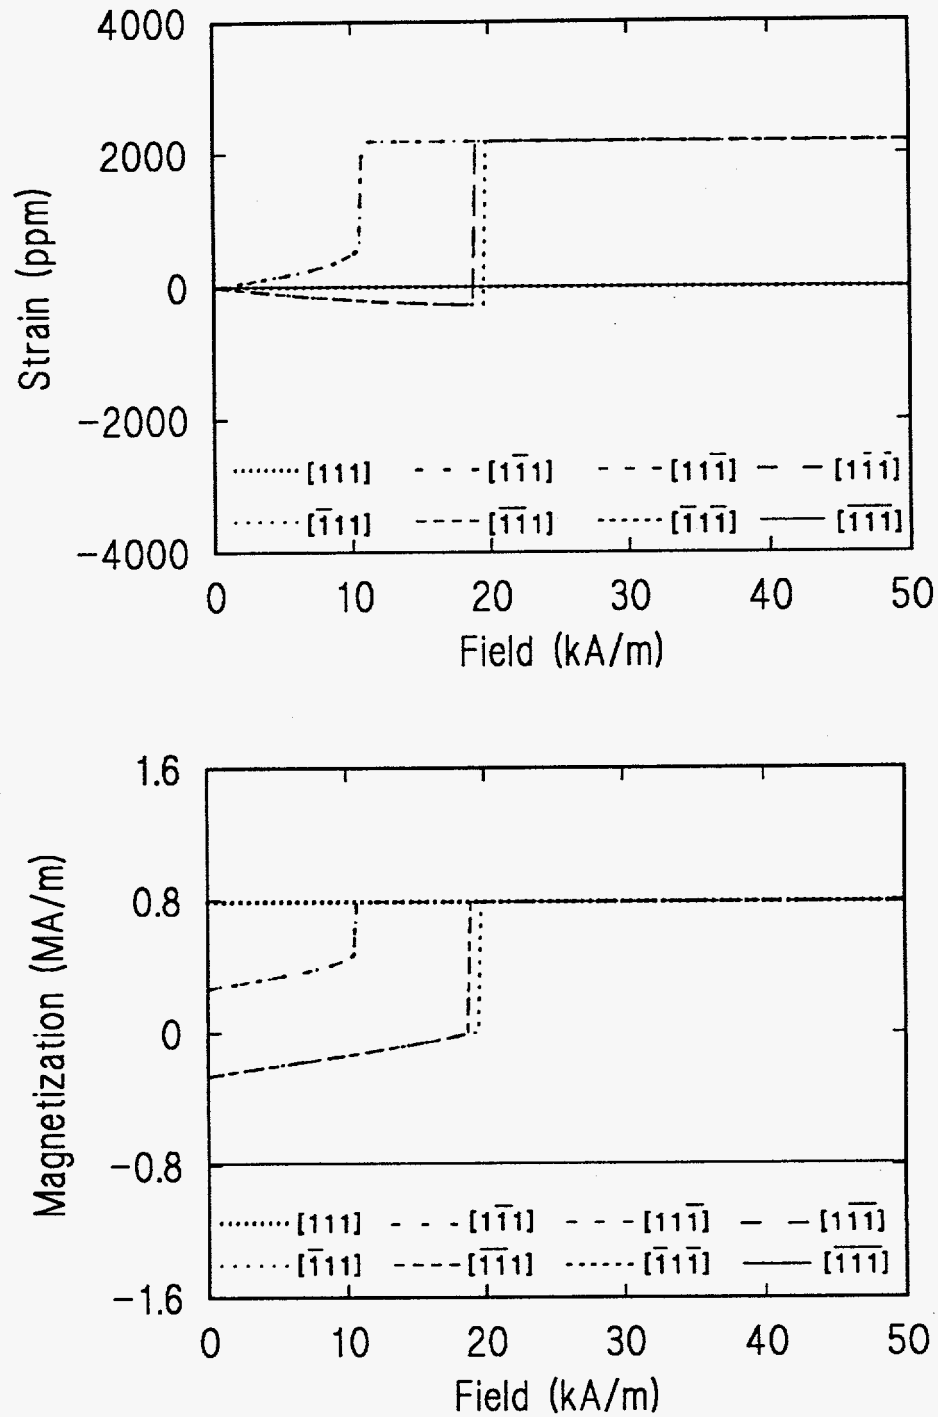 4000
2000
0
−2000
−4000
Strain (ppm)
[111] [11̅1] [111̅] [11̅1̅]
[1̅11] [1̅1̅1] [1̅11̅] [1̅1̅1̅]
0 10 20 30 40 50
Field (kA/m)
1.6
0.8
0
−0.8
−1.6
Magnetization (MA/m)
[111] [11̅1] [111̅] [11̅1̅]
[1̅11] [1̅1̅1] [1̅11̅] [1̅1̅1̅]
0 10 20 30 40 50
Field (kA/m)